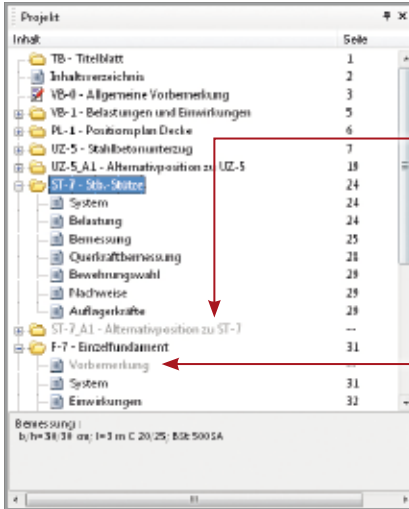 Projekt
Inhalt Seite
TB - Titelblatt 1
Inhaltsverzeichnis 2
VB-0 - Allgemeine Vorbemerkung 3
VB-1 - Belastungen und Einwirkungen 5
PL-1 - Positionsplan Decke 6
UZ-5 - Stahlbetonunterzug 7
UZ-5_A1 - Alternativposition zu UZ-5 19
ST-7 - Stb.-Stütze 24
System 24
Belastung 24
Bemessung 25
Querkraftbemessung 28
Bewehrungswahl 29
Nachweise 29
Auflagerkräfte 29
ST-7_A1 - Alternativposition zu ST-7 --
F-7 - Einzelfundament 31
Vorbemerkung --
System 31
Einwirkungen 32
Bemessung:
b/h=30/30 cm; l=3 m C 20/25; BSt 500SA